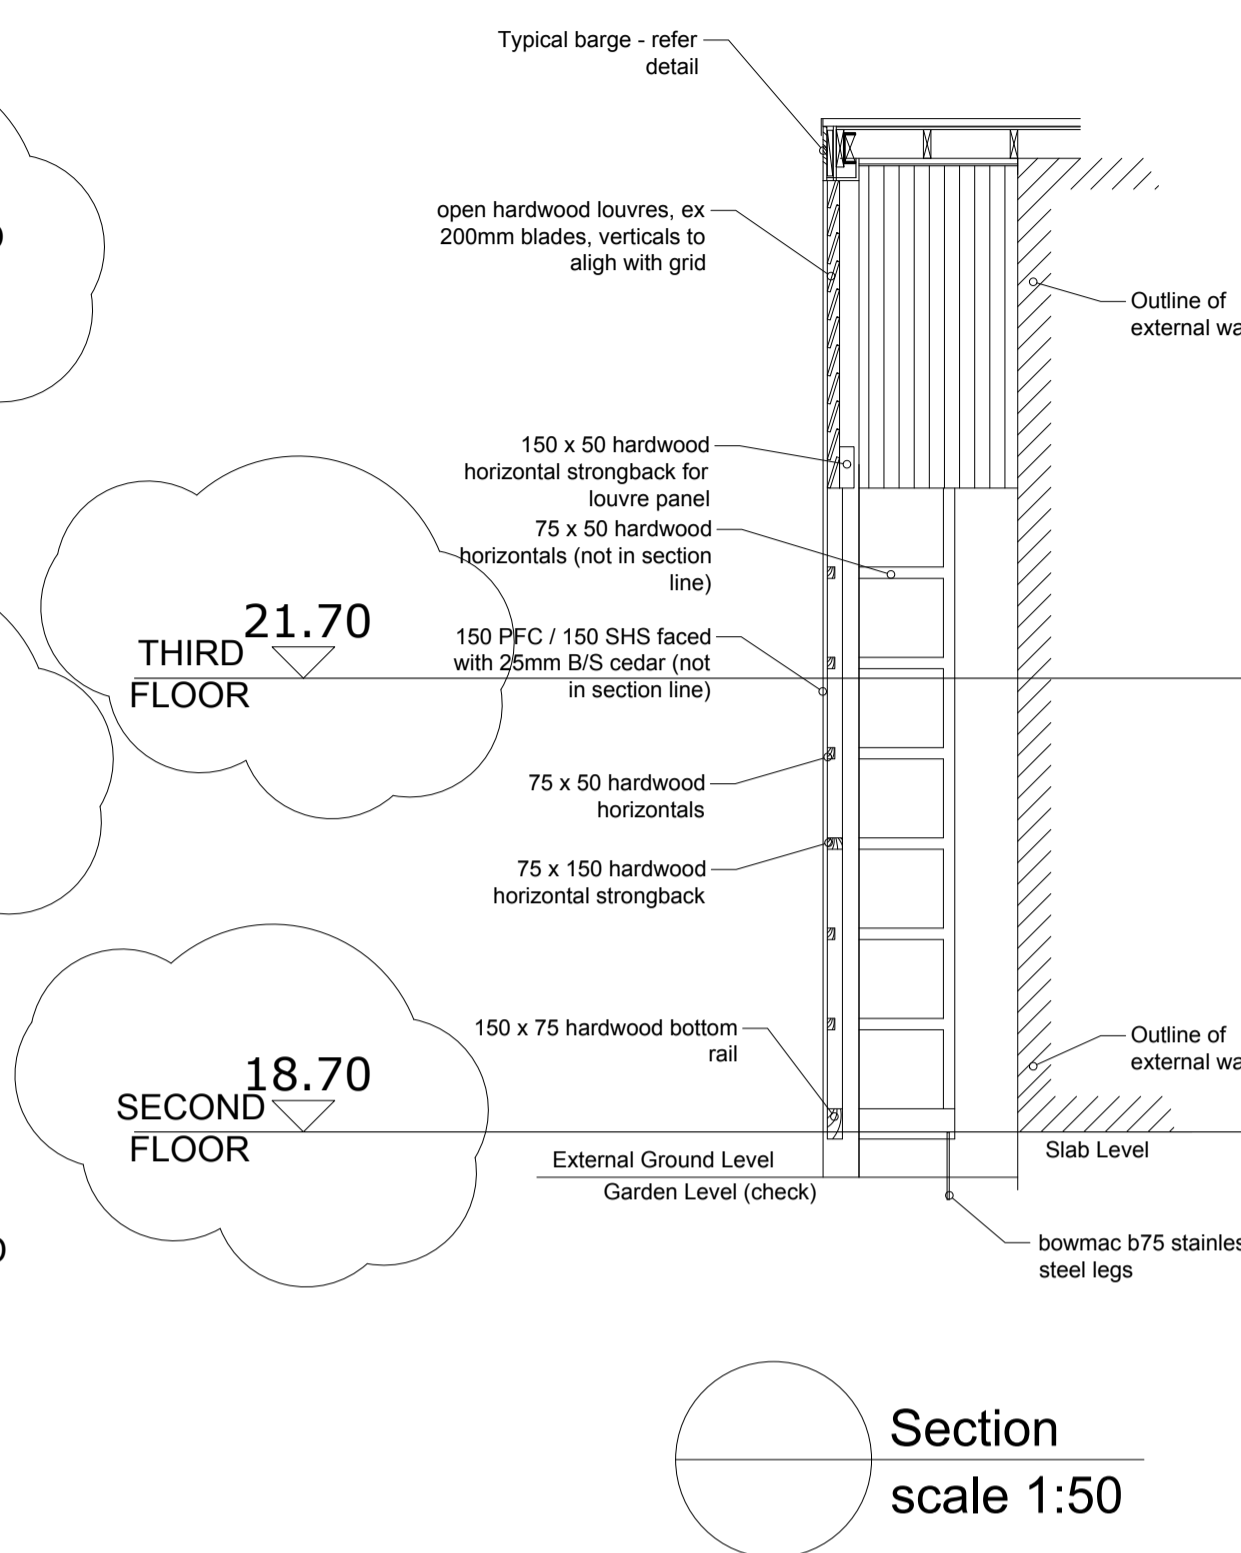 Typical barge - refer
detail
open hardwood louvres, ex
200mm blades, verticals to
aligh with grid
Outline of
150 x 50 hardwood
horizontal strongback for
louvre panel
75 x 50 hardwood
horizontals (not in section
line)
external
21.70
THIRD
FLOOR
150 PFC / 150 SHS faced
with 25mm B/S cedar (not
in section line)
75 x 50 hardwood
horizontals
75 x 150 hardwood
horizontal strongback
18.70
SECOND
FLOOR
150 x 75 hardwood bottom
rail
Outline of
external
External Ground Level
Garden Level (check)
Slab Level
bowmac b75
steel legs
Section
scale 1:50